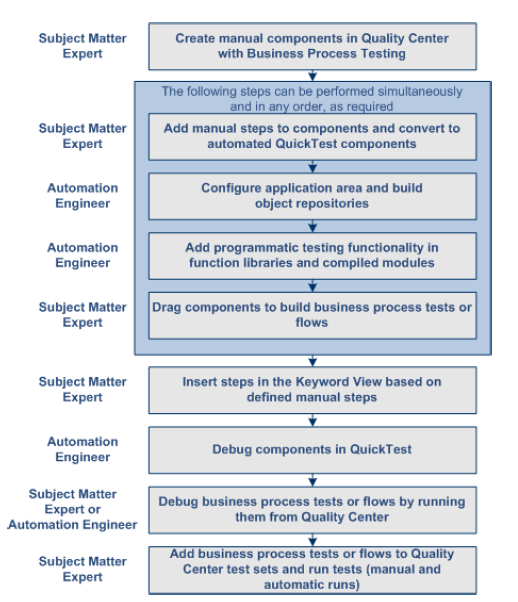 Subject Matter
Expert
Create manual components in Quality Center
with Business Process Testing
The following steps can be performed simultaneously
and in any order, as required
Subject Matter
Expert
Add manual steps to components and convert to
automated QuickTest components
Automation
Engineer
Configure application area and build
object repositories
Automation
Engineer
Add programmatic testing functionality in
function libraries and compiled modules
Subject Matter
Expert
Drag components to build business process tests or
flows
Subject Matter
Expert
Insert steps in the Keyword View based on
defined manual steps
Automation
Engineer
Debug components in QuickTest
Subject Matter
Expert or
Automation Engineer
Debug business process tests or flows by running
them from Quality Center
Subject Matter
Expert
Add business process tests or flows to Quality
Center test sets and run tests (manual and
automatic runs)